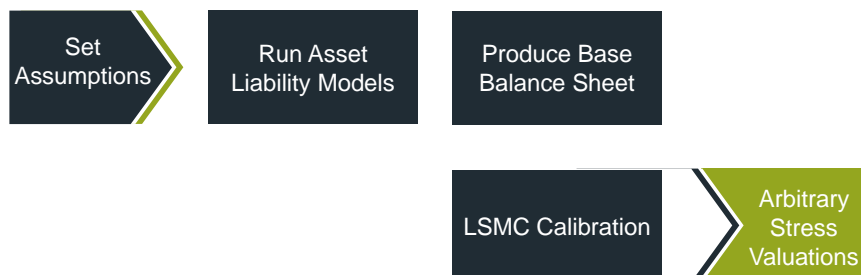 Set
Assumptions
Run Asset
Liability Models
Produce Base
Balance Sheet
LSMC Calibration
Arbitrary
Stress
Valuations